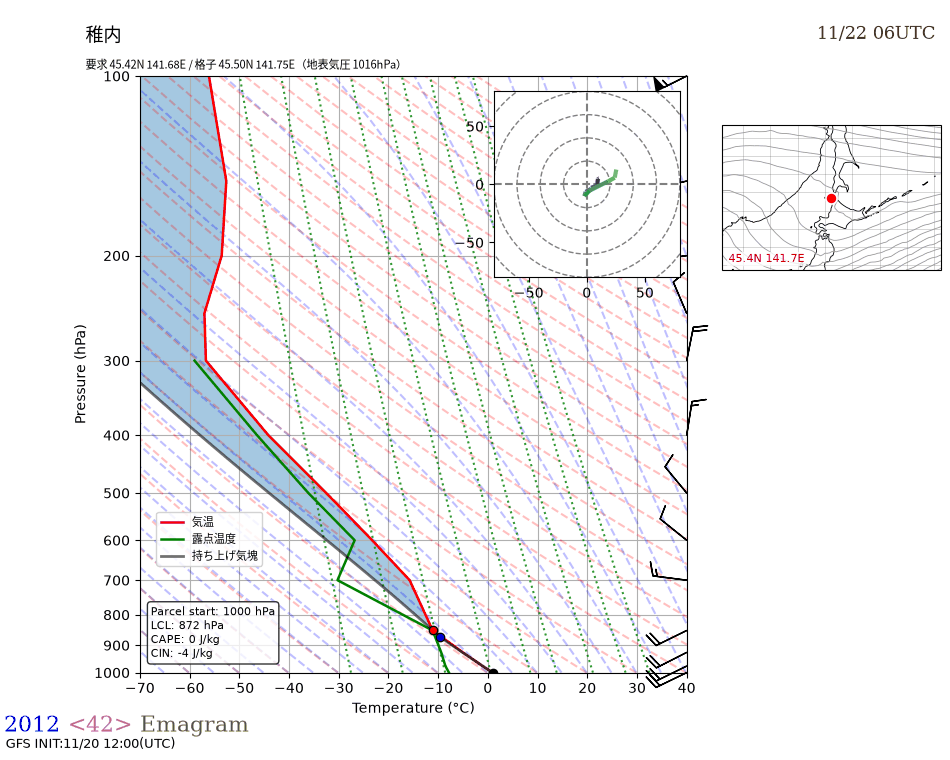 稚内
11/22 06UTC
要求 45.42N 141.68E / 格子 45.50N 141.75E（地表気圧 1016hPa）
100
200
300
400
500
600
700
800
900
1000
Pressure (hPa)
50
0
−50
−50 0 50
45.4N 141.7E
気温
露点温度
持ち上げ気塊
Parcel start: 1000 hPa
LCL: 872 hPa
CAPE: 0 J/kg
CIN: -4 J/kg
−70 −60 −50 −40 −30 −20 −10 0 10 20 30 40
Temperature (°C)
2012 <42> Emagram
GFS INIT:11/20 12:00(UTC)